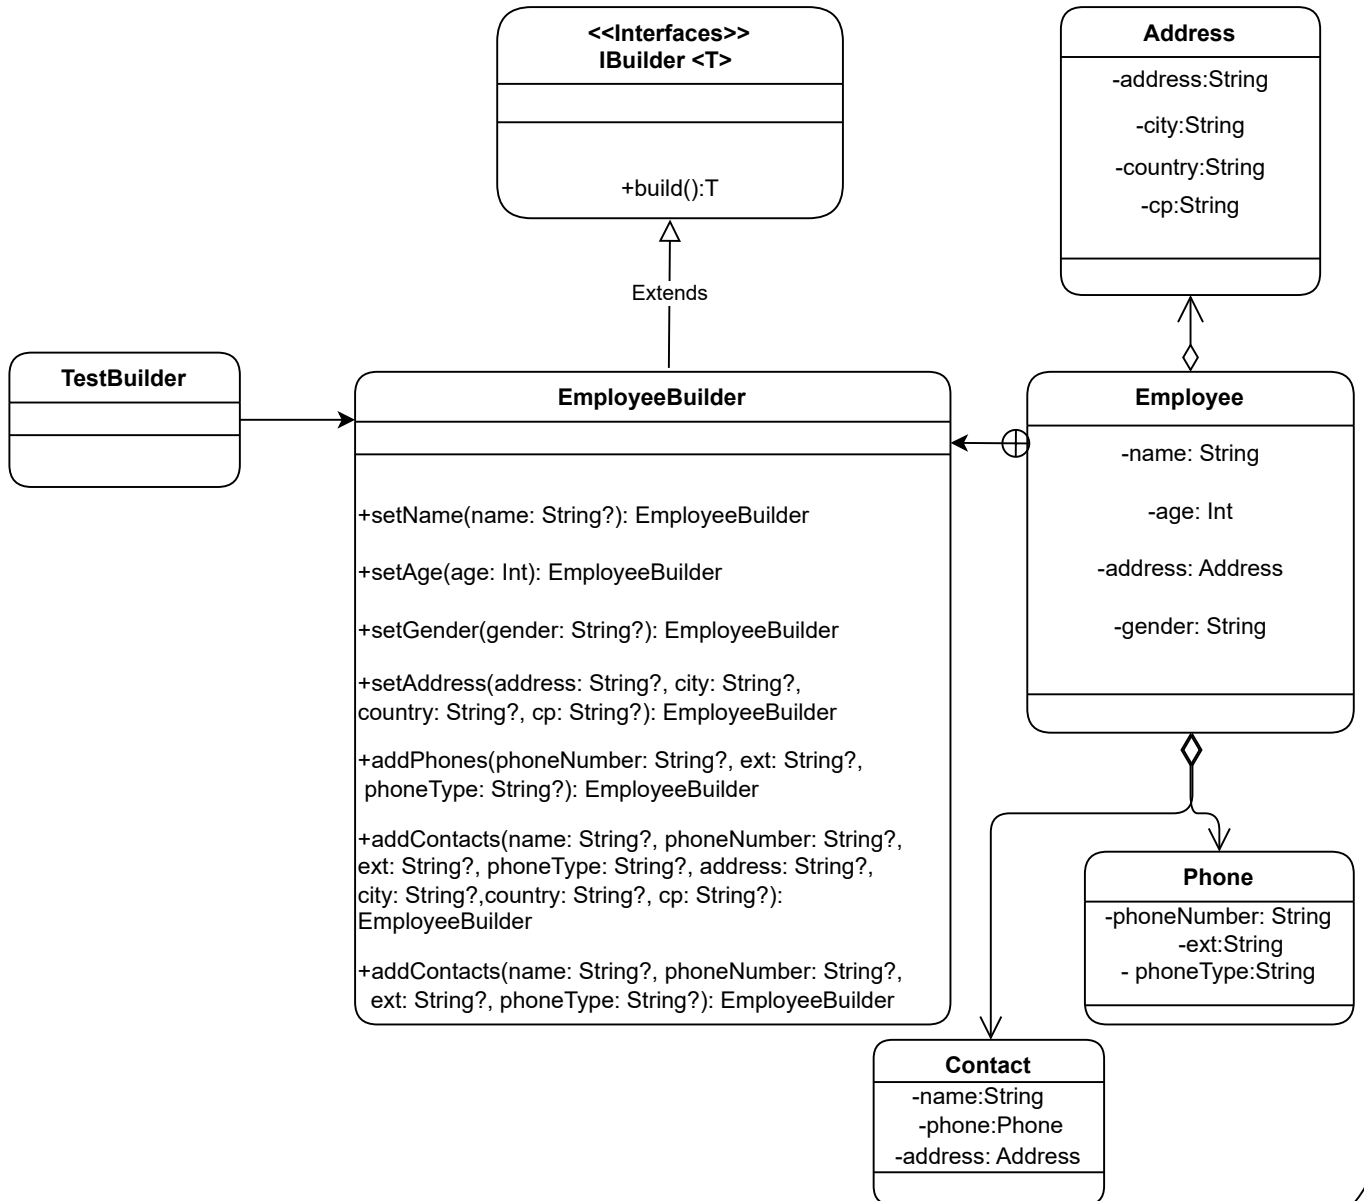 <<Interfaces>>
IBuilder <T>
+build():T
Extends
Address
-address:String
-city:String
-country:String
-cp:String
TestBuilder
EmployeeBuilder
+setName(name: String?): EmployeeBuilder
+setAge(age: Int): EmployeeBuilder
+setGender(gender: String?): EmployeeBuilder
+setAddress(address: String?, city: String?,
country: String?, cp: String?): EmployeeBuilder
+addPhones(phoneNumber: String?, ext: String?,
phoneType: String?): EmployeeBuilder
+addContacts(name: String?, phoneNumber: String?,
ext: String?, phoneType: String?, address: String?,
city: String?,country: String?, cp: String?):
EmployeeBuilder
+addContacts(name: String?, phoneNumber: String?,
ext: String?, phoneType: String?): EmployeeBuilder
Employee
-name: String
-age: Int
-address: Address
-gender: String
Phone
-phoneNumber: String
-ext:String
- phoneType:String
Contact
-name:String
-phone:Phone
-address: Address